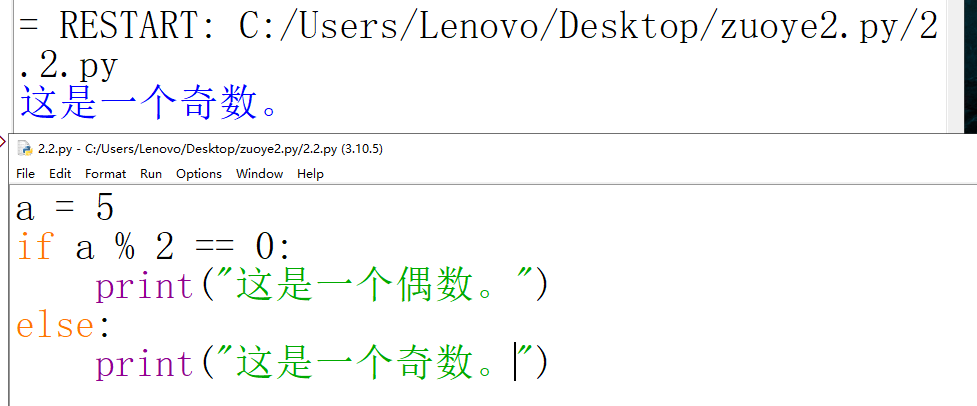 = RESTART: C:/Users/Lenovo/Desktop/zuoye2.py/2
.2.py
这是一个奇数。
2.2.py - C:/Users/Lenovo/Desktop/zuoye2.py/2.2.py (3.10.5)
File Edit Format Run Options Window Help
a = 5
if a % 2 == 0:
    print("这是一个偶数。")
else:
    print("这是一个奇数。")